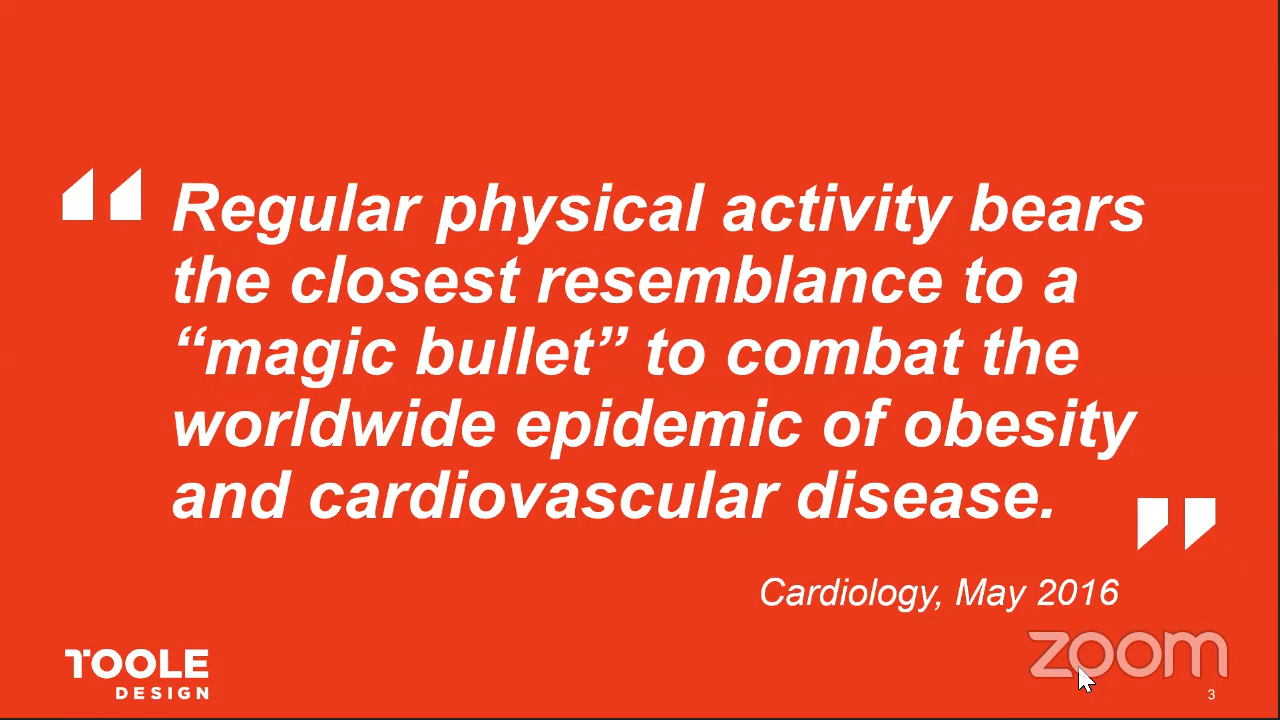 Regular physical activity bears
the closest resemblance to a
“magic bullet” to combat the
worldwide epidemic of obesity
and cardiovascular disease.
Cardiology, May 2016
TOOLE
DESIGN
zoom
3